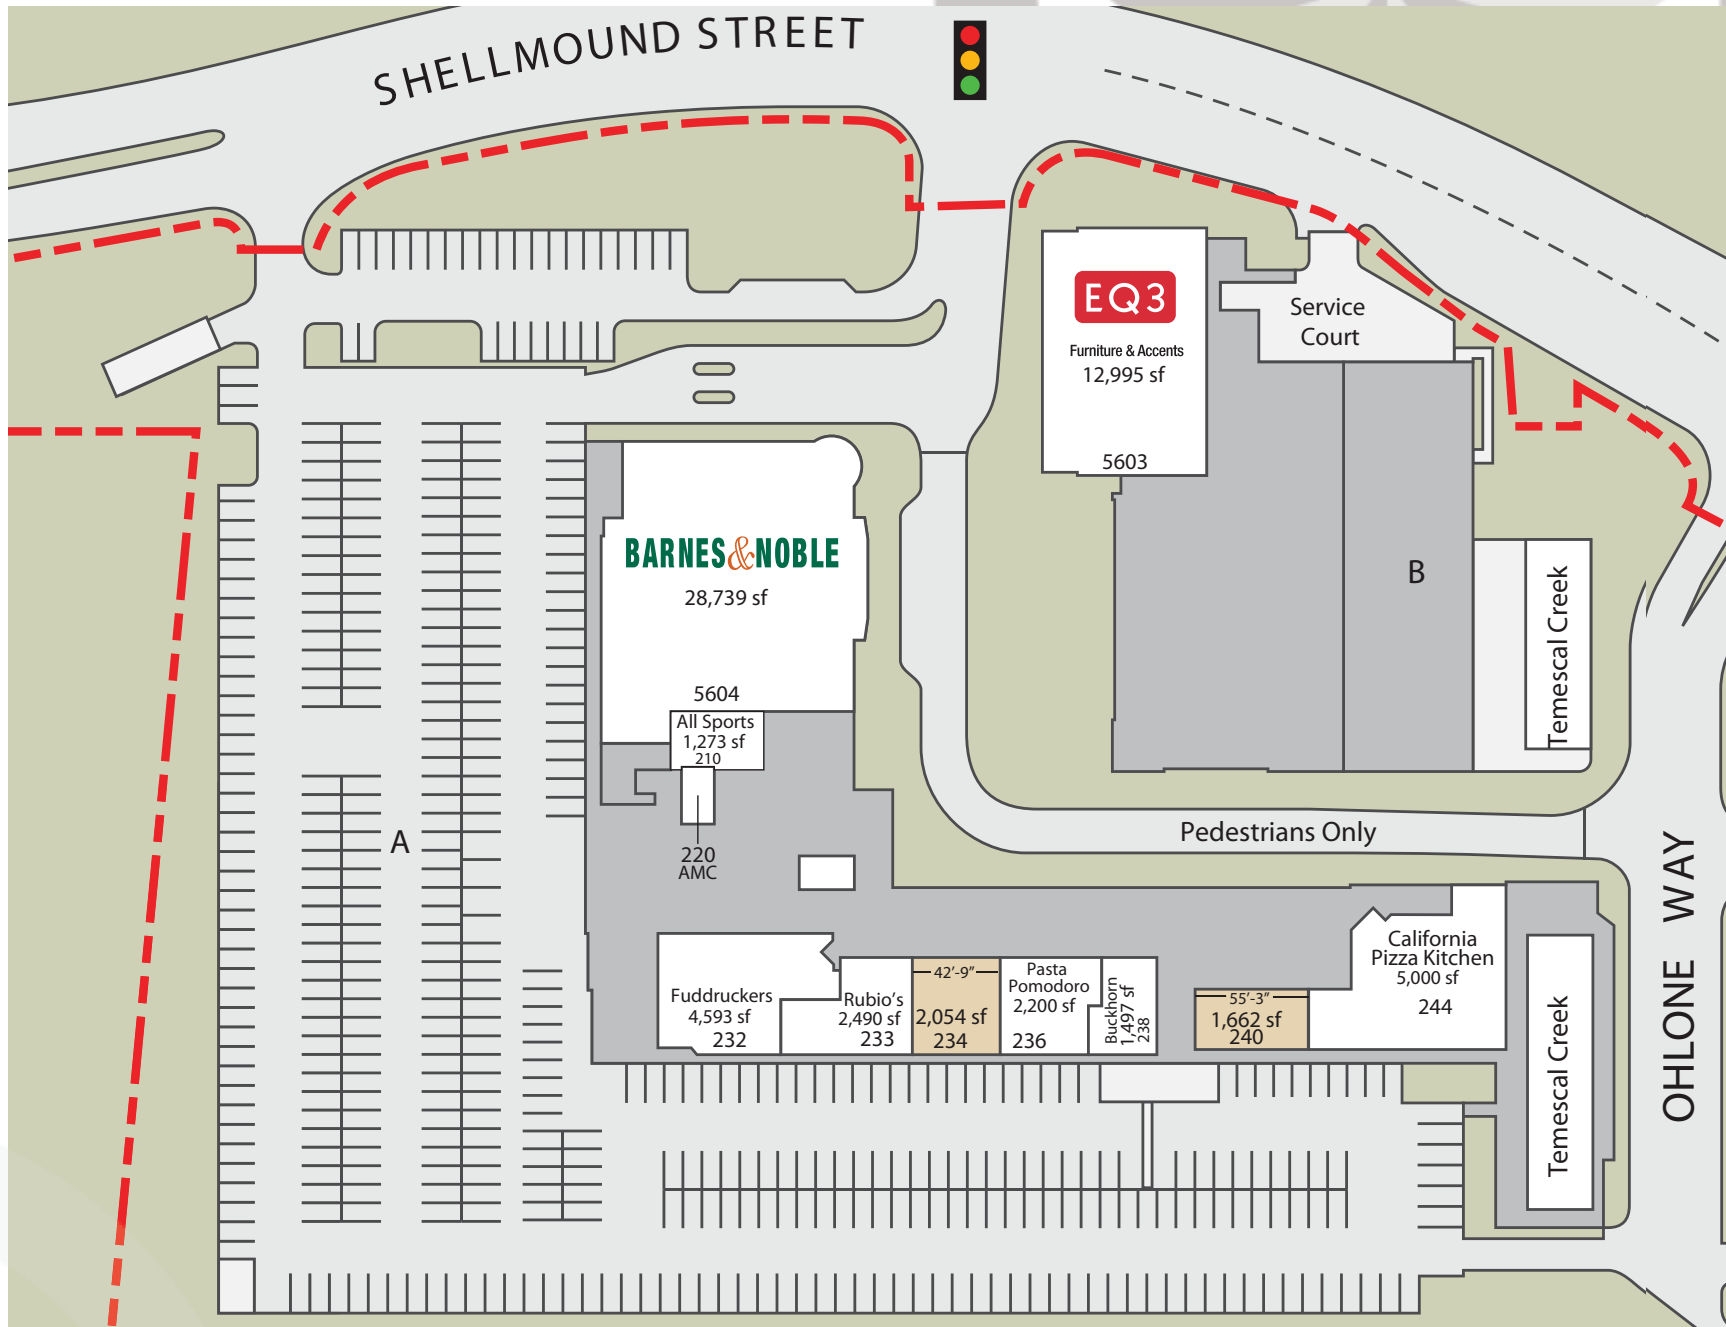 SHELLMOUND STREET
EQ3
Furniture & Accents
12,995 sf
5603
Service
Court
BARNES&NOBLE
28,739 sf
5604
All Sports
1,273 sf
210
220
AMC
A
B
Temescal Creek
Pedestrians Only
OHLONE WAY
Fuddruckers
4,593 sf
232
Rubio's
2,490 sf
233
42'-9"
2,054 sf
234
Pasta
Pomodoro
2,200 sf
236
Buckhorn
1,497 sf
238
55'-3"
1,662 sf
240
California
Pizza Kitchen
5,000 sf
244
Temescal Creek